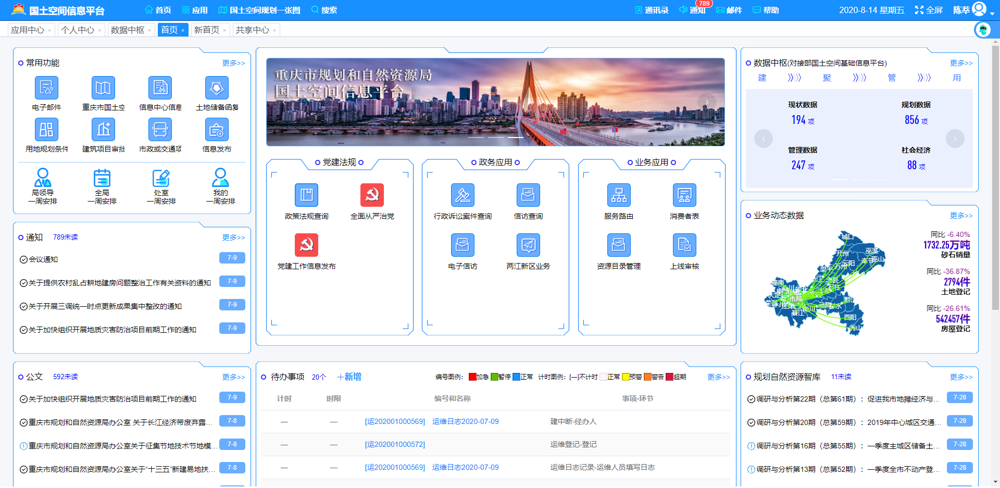 国土空间信息平台
首页 应用 国土空间规划一张图 搜索
通讯录 通知 789 邮件 帮助
2020-8-14 星期五 全屏 陈萃
应用中心 × 个人中心 × 数据中枢 × 首页 × 新首页 × 共享中心 ×
常用功能 更多>>
电子邮件 重庆市国土空 信息中心信息 土地储备函复
用地规划条件 建筑项目审批 市政或交通项 信息发布
局领导 全局 处室 我的
一周安排 一周安排 一周安排 一周安排
通知 789未读 更多>>
会议通知 7-9
关于提供农村乱占耕地建房问题整治工作有关资料的通知 7-9
关于开展三调统一时点更新成果集中整改的通知 7-9
关于加快组织开展地质灾害防治项目前期工作的通知 7-9
公文 592未读 更多>>
关于加快组织开展地质灾害防治项目前期工作的通知 7-9
重庆市规划和自然资源局办公室 关于长江经济带废弃露... 7-8
重庆市规划和自然资源局办公室关于征集节地技术节地模... 7-8
重庆市规划和自然资源局办公室关于“十三五”新建易地扶... 7-8
重庆市规划和自然资源局
国土空间信息平台
党建法规
政策法规查询 全面从严治党
党建工作信息发布
政务应用
行政诉讼案件查询 信访查询
电子信访 两江新区业务
业务应用
服务路由 消费者表
资源目录管理 上线审核
待办事项 20个 +新增 编号图例： 加急 暂停 正常 计时图例：[—]不计时 正常 预警 警告 超期 更多>>
计时 时限 编号和名称 事项-环节
— — [运202001000569] 运维日志2020-07-09 建中断-经办人
— — [运202001000572] 运维登记-登记
— — [运202001000569] 运维日志2020-07-09 运维日志记录-运维人员填写日志
数据中枢(对接部国土空间基础信息平台) 更多>>
建 聚 管 用
现状数据 规划数据
194 项 856 项
管理数据 社会经济
247 项 88 项
业务动态数据 更多>>
城口
开州 巫溪
云阳 奉节 巫山
梁平 万州
潼南
石柱
市局
荣昌
綦江
酉阳
秀山
同比 -6.40%
1732.25万吨
砂石销量
同比 -36.87%
2794件
土地登记
同比 -26.61%
542457件
房屋登记
规划自然资源智库 11未读 更多>>
调研与分析第22期（总第61期）：促进我市地摊经济与... 7-28
调研与分析第20期（总第59期）：2019年中心城区交通... 7-28
调研与分析第16期（总第55期）：一季度主城区储备土... 7-28
调研与分析第13期（总第52期）：一季度全市不动产登... 7-28